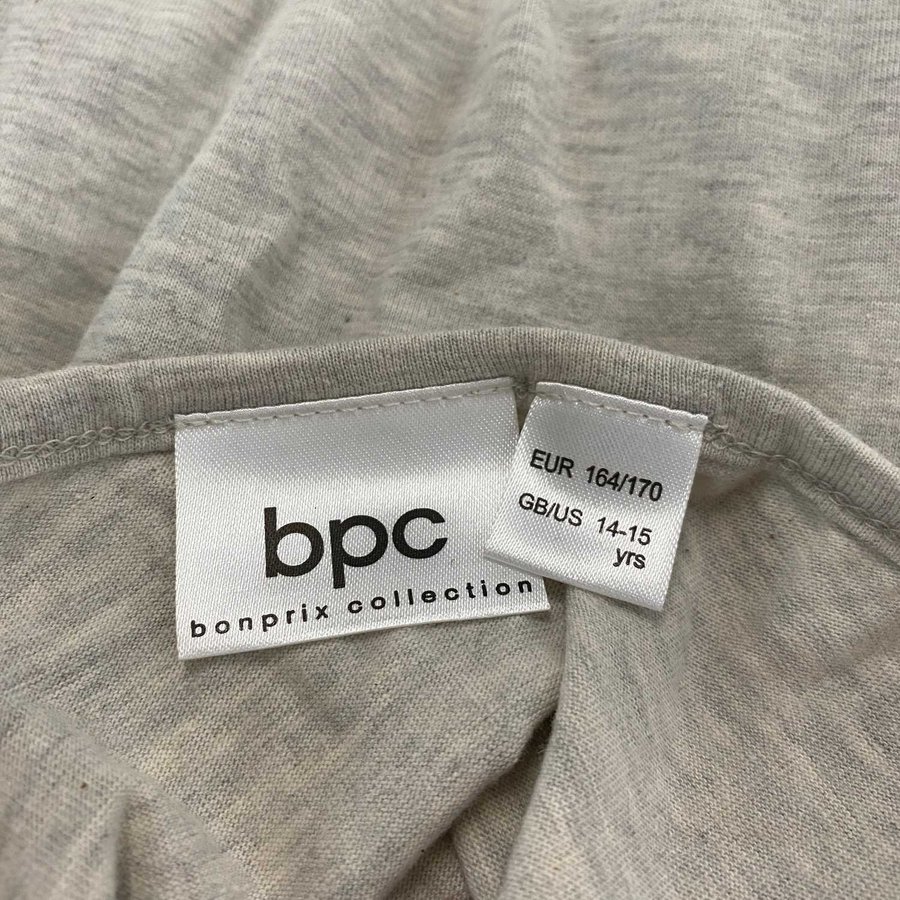 bpc
bonprix collection
EUR 164/170
GB/US 14-15
yrs